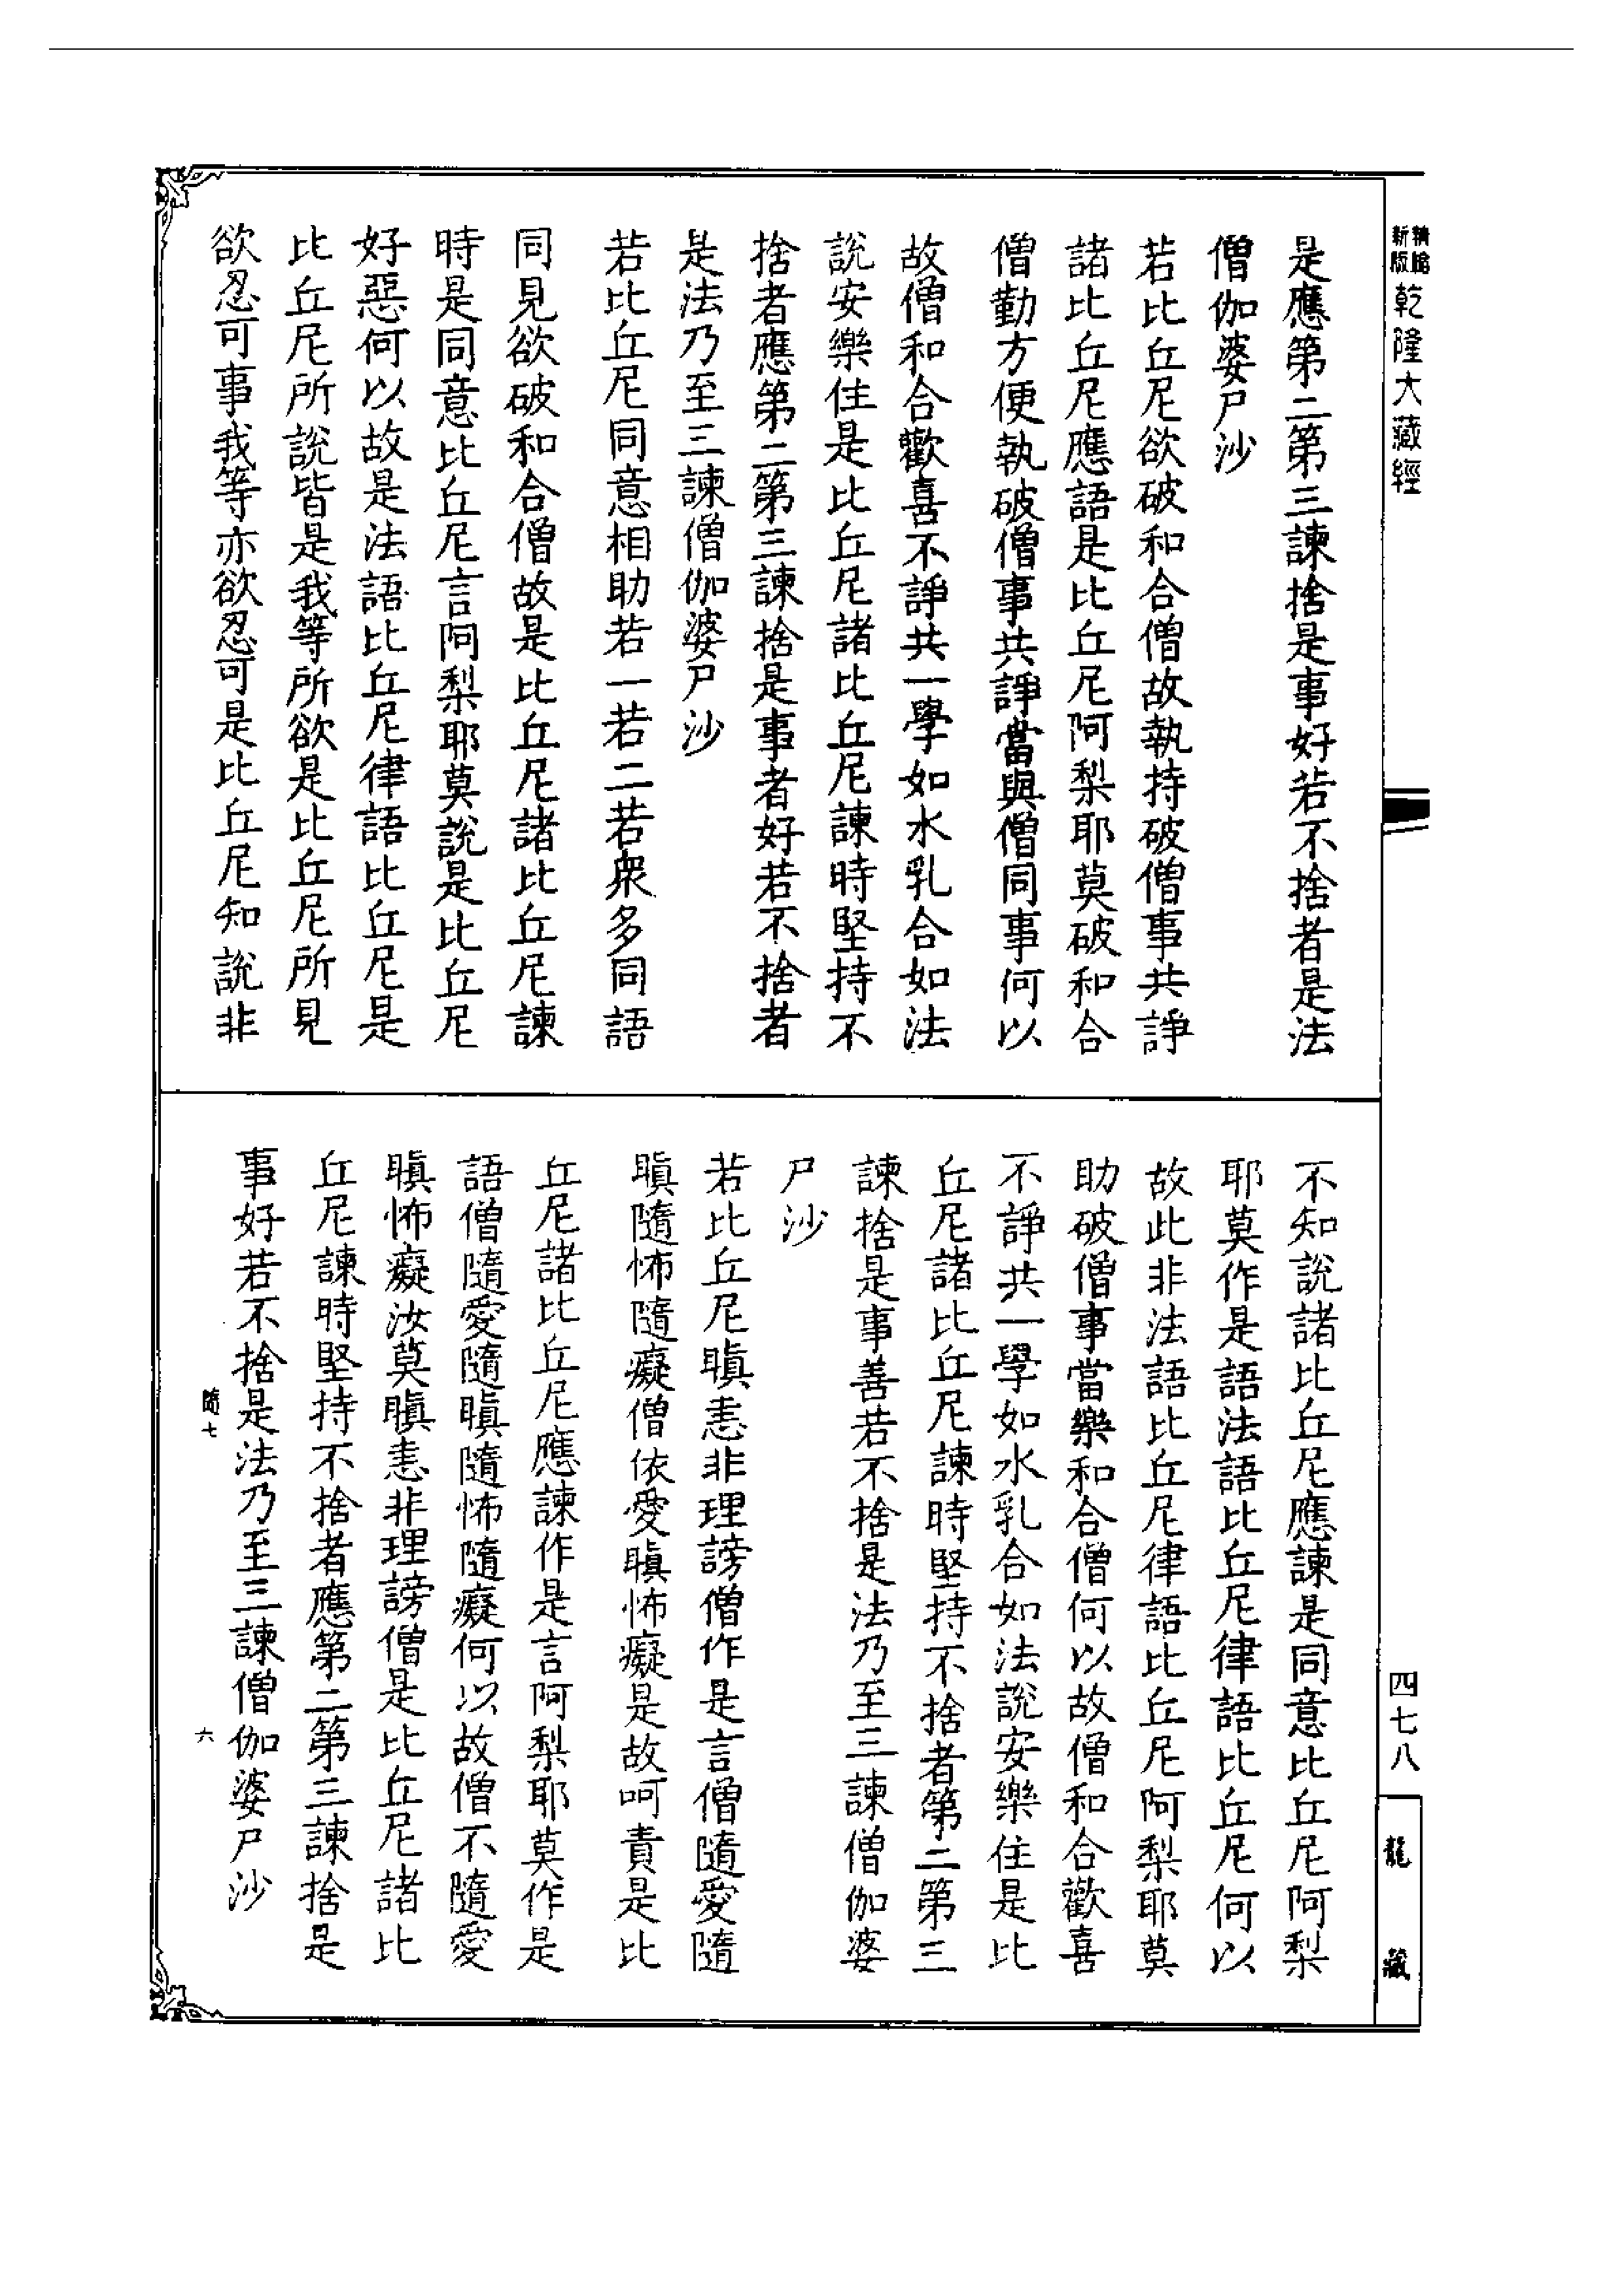 新版
精縮
乾隆大藏經
四七八
龍藏
是應第二第三諫捨是事好若不捨者是法
僧伽婆尸沙
若比丘尼欲破和合僧故執持破僧事共諍
諸比丘尼應語是比丘尼阿梨耶莫破和合
僧勤方便執破僧事共諍當與僧同事何以
故僧和合歡喜不諍共一學如水乳合如法
說安樂住是比丘尼諸比丘尼諫時堅持不
捨者應第二第三諫捨是事者好若不捨者
是法乃至三諫僧伽婆尸沙
若比丘尼同意相助若一若二若衆多同語
同見欲破和合僧故是比丘尼諸比丘尼諫
時是同意比丘尼言阿梨耶莫說是比丘尼
好惡何以故是法語比丘尼律語比丘尼是
比丘尼所說皆是我等所欲是比丘尼所見
欲忍可事我等亦欲忍可是比丘尼知說非
不知說諸比丘尼應諫是同意比丘尼阿梨
耶莫作是語法語比丘尼律語比丘尼何以
故此非法語比丘尼律語比丘尼阿梨耶莫
助破僧事當樂和合僧何以故僧和合歡喜
不諍共一學如水乳合如法說安樂住是比
丘尼諸比丘尼諫時堅持不捨者第二第三
諫捨是事善若不捨是法乃至三諫僧伽婆
尸沙
若比丘尼瞋恚非理謗僧作是言僧隨愛隨
瞋隨怖隨癡僧依愛瞋怖癡是故呵責是比
丘尼諸比丘尼應諫作是言阿梨耶莫作是
語僧隨愛隨瞋隨怖隨癡何以故僧不隨愛
瞋怖癡汝莫瞋恚非理謗僧是比丘尼諸比
丘尼諫時堅持不捨者應第二第三諫捨是
事好若不捨是法乃至三諫僧伽婆尸沙
隨七
六